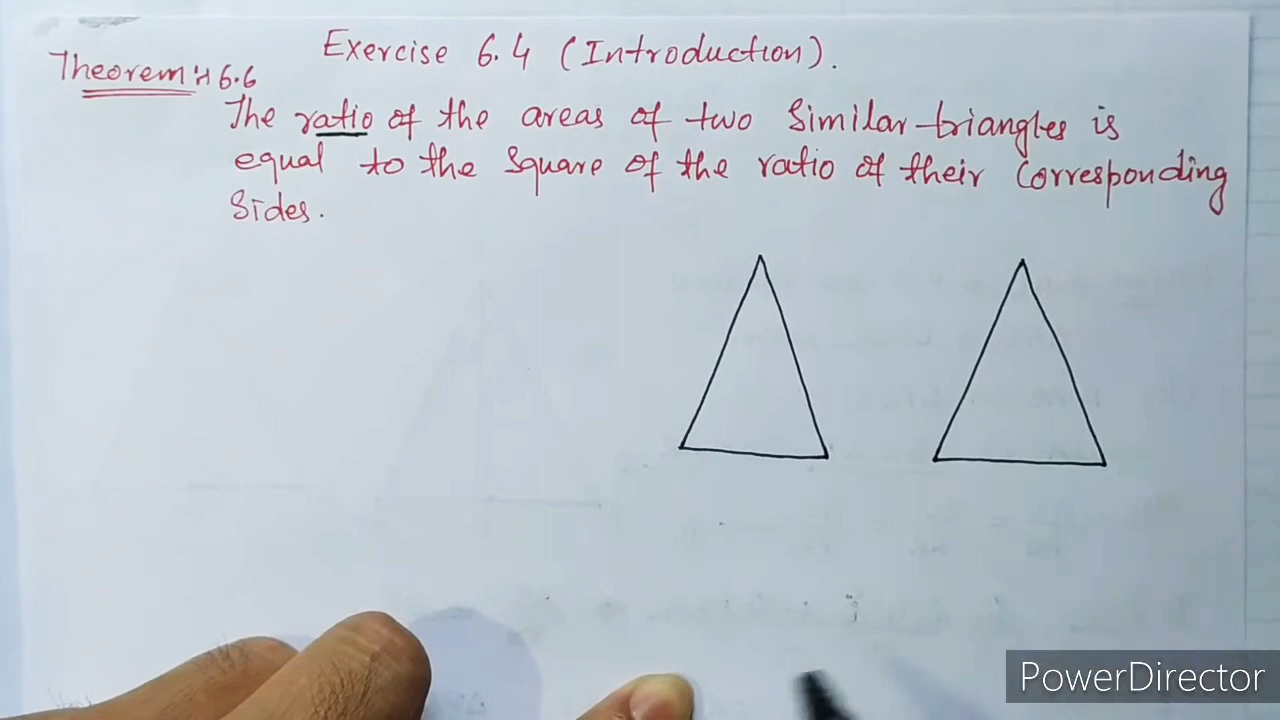 Exercise 6.4 (Introduction).
Theorem:- 6.6
The ratio of the areas of two Similar triangles is
equal to the Square of the ratio of their Corresponding
Sides.
PowerDirector